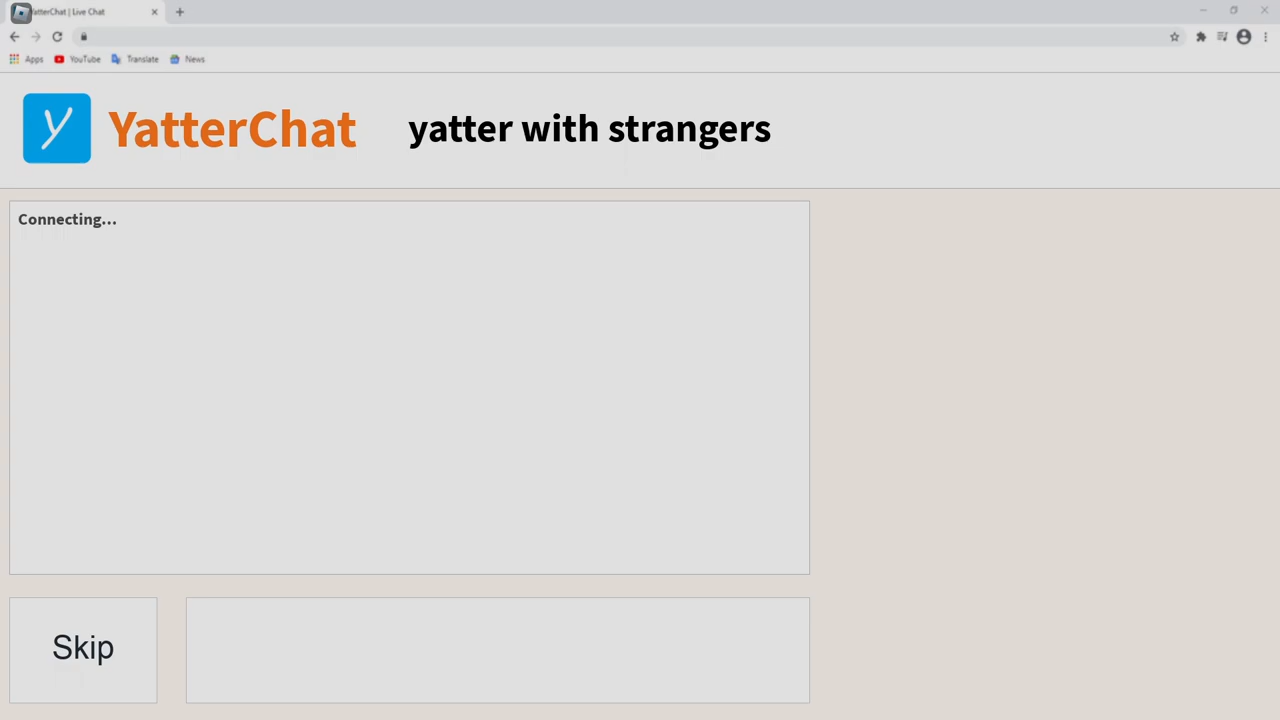 YatterChat | Live Chat
Apps YouTube Translate News
y YatterChat yatter with strangers
Connecting...
Skip